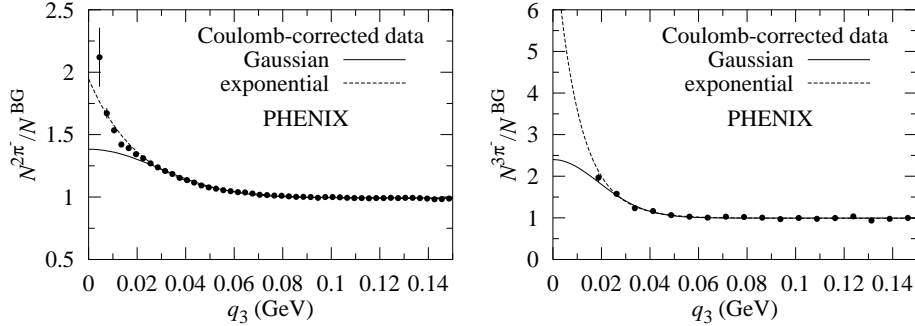 2.5
2
1.5
1
0.5
N^{2π^-}/N^{BG}
Coulomb-corrected data
Gaussian
exponential
PHENIX
0 0.02 0.04 0.06 0.08 0.1 0.12 0.14
q_3 (GeV)
6
5
4
3
2
1
0
N^{3π^-}/N^{BG}
Coulomb-corrected data
Gaussian
exponential
PHENIX
0 0.02 0.04 0.06 0.08 0.1 0.12 0.14
q_3 (GeV)